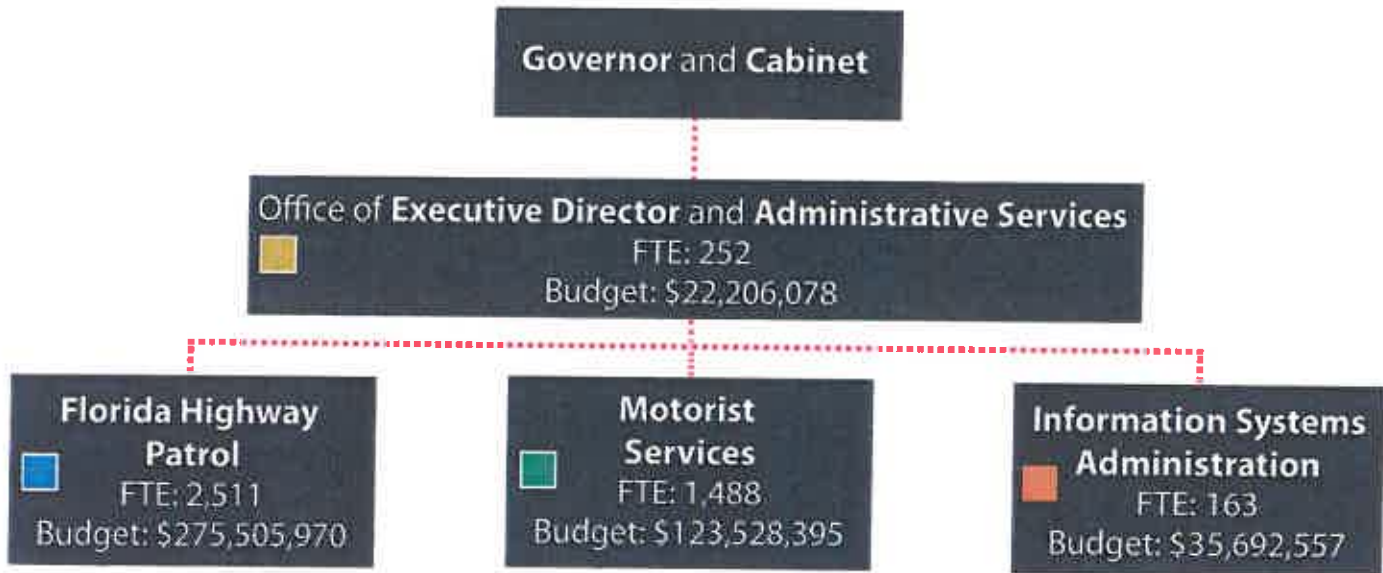 Governor and Cabinet
Office of Executive Director and Administrative Services
FTE: 252
Budget: $22,206,078
Florida Highway
Patrol
FTE: 2,511
Budget: $275,505,970
Motorist
Services
FTE: 1,488
Budget: $123,528,395
Information Systems
Administration
FTE: 163
Budget: $35,692,557